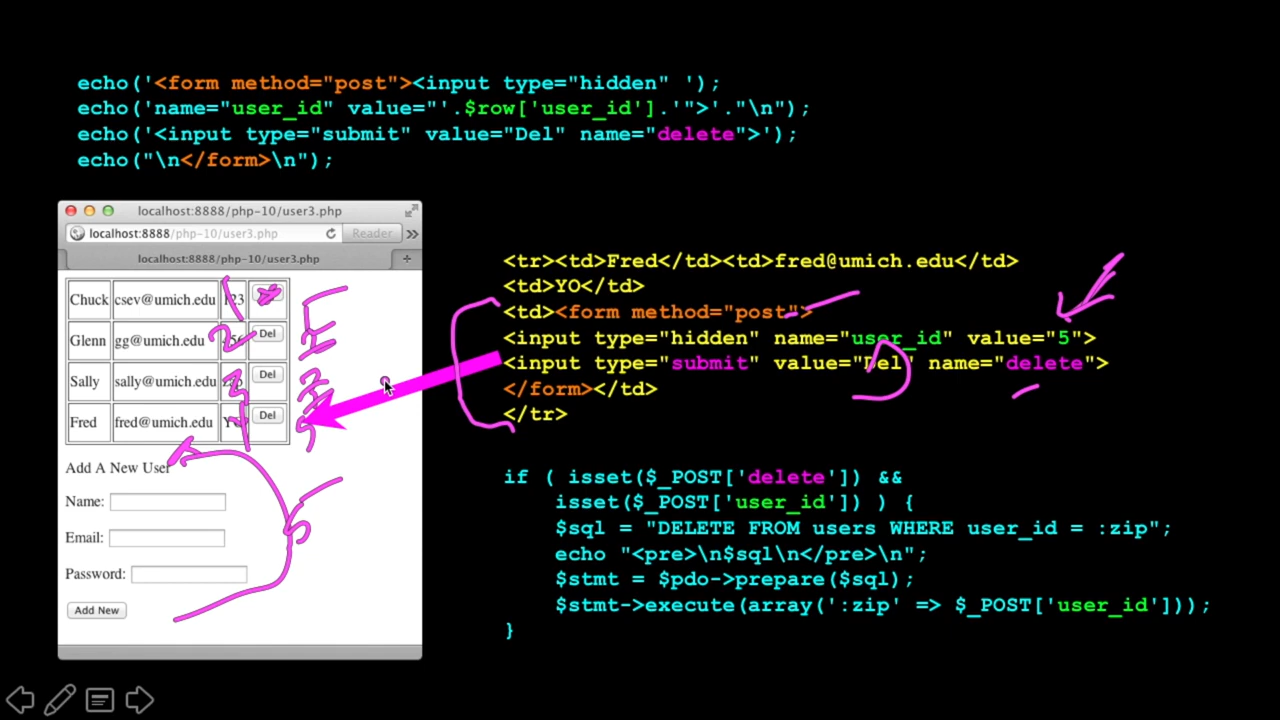 echo('<form method="post"><input type="hidden" ');
echo('name="user_id" value="'.$row['user_id'].'">'."\n");
echo('<input type="submit" value="Del" name="delete">');
echo("\n</form>\n");
localhost:8888/php-10/user3.php
localhost:8888/php-10/user3.php Reader
localhost:8888/php-10/user3.php
Chuck csev@umich.edu 123
Glenn gg@umich.edu 456 Del
Sally sally@umich.edu Del
Fred fred@umich.edu YO Del
Add A New User
Name:
Email:
Password:
Add New
<tr><td>Fred</td><td>fred@umich.edu</td>
<td>YO</td>
<td><form method="post">
<input type="hidden" name="user_id" value="5">
<input type="submit" value="Del" name="delete">
</form></td>
</tr>
if ( isset($_POST['delete']) &&
isset($_POST['user_id']) ) {
$sql = "DELETE FROM users WHERE user_id = :zip";
echo "<pre>\n$sql\n</pre>\n";
$stmt = $pdo->prepare($sql);
$stmt->execute(array(':zip' => $_POST['user_id']));
}